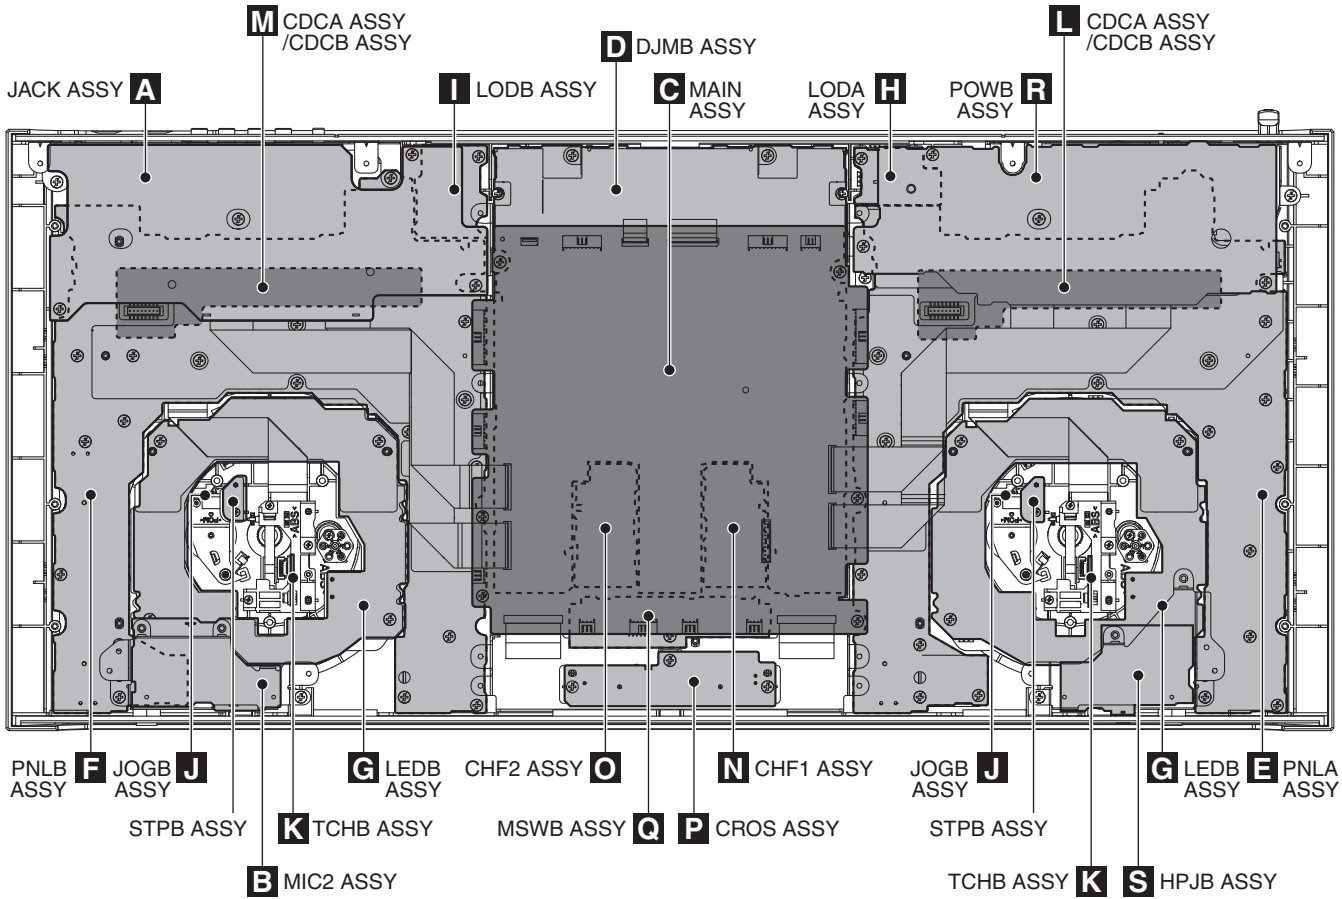 M CDCA ASSY
/CDCB ASSY
D DJMB ASSY
L CDCA ASSY
/CDCB ASSY
JACK ASSY A
I LODB ASSY
C MAIN
ASSY
LODA H
ASSY
POWB R
ASSY
PNLB F
ASSY
JOGB J
ASSY
G LEDB
ASSY
CHF2 ASSY O
N CHF1 ASSY
JOGB J
ASSY
G LEDB
ASSY
E PNLA
ASSY
STPB ASSY
K TCHB ASSY
MSWB ASSY Q
P CROS ASSY
STPB ASSY
B MIC2 ASSY
TCHB ASSY K
S HPJB ASSY